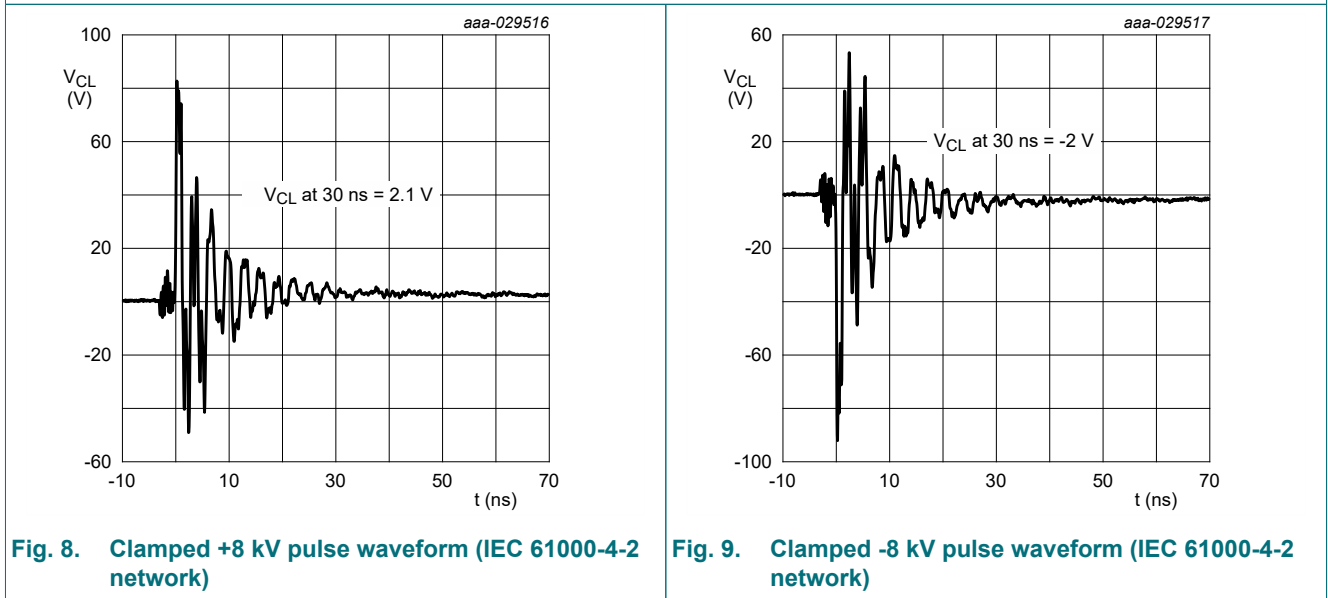 aaa-029516
100
60
20
-20
-60
VCL
(V)
VCL at 30 ns = 2.1 V
-10
10
30
50
70
t (ns)
Fig. 8. Clamped +8 kV pulse waveform (IEC 61000-4-2
network)
aaa-029517
60
20
-20
-60
-100
VCL
(V)
VCL at 30 ns = -2 V
-10
10
30
50
70
t (ns)
Fig. 9. Clamped -8 kV pulse waveform (IEC 61000-4-2
network)